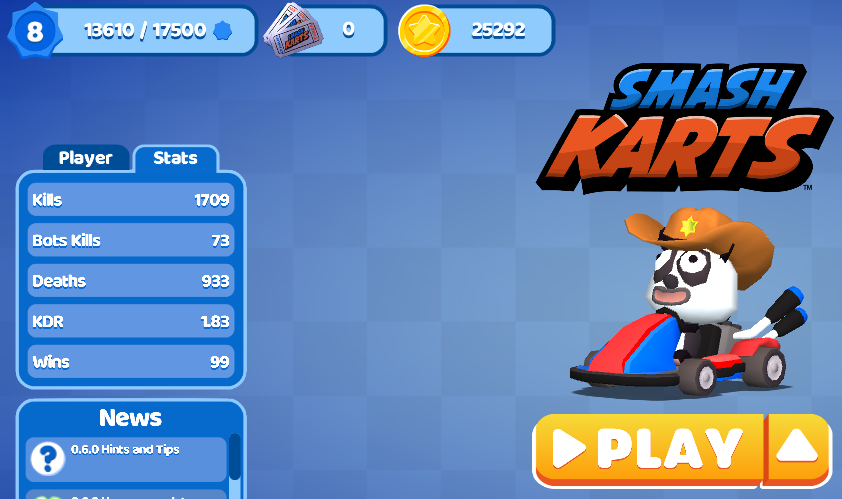 8
13610 / 17500
0
25292
SMASH
KARTS
TM
Player
Stats
Kills 1709
Bots Kills 73
Deaths 933
KDR 1.83
Wins 99
News
? 0.6.0 Hints and Tips
PLAY